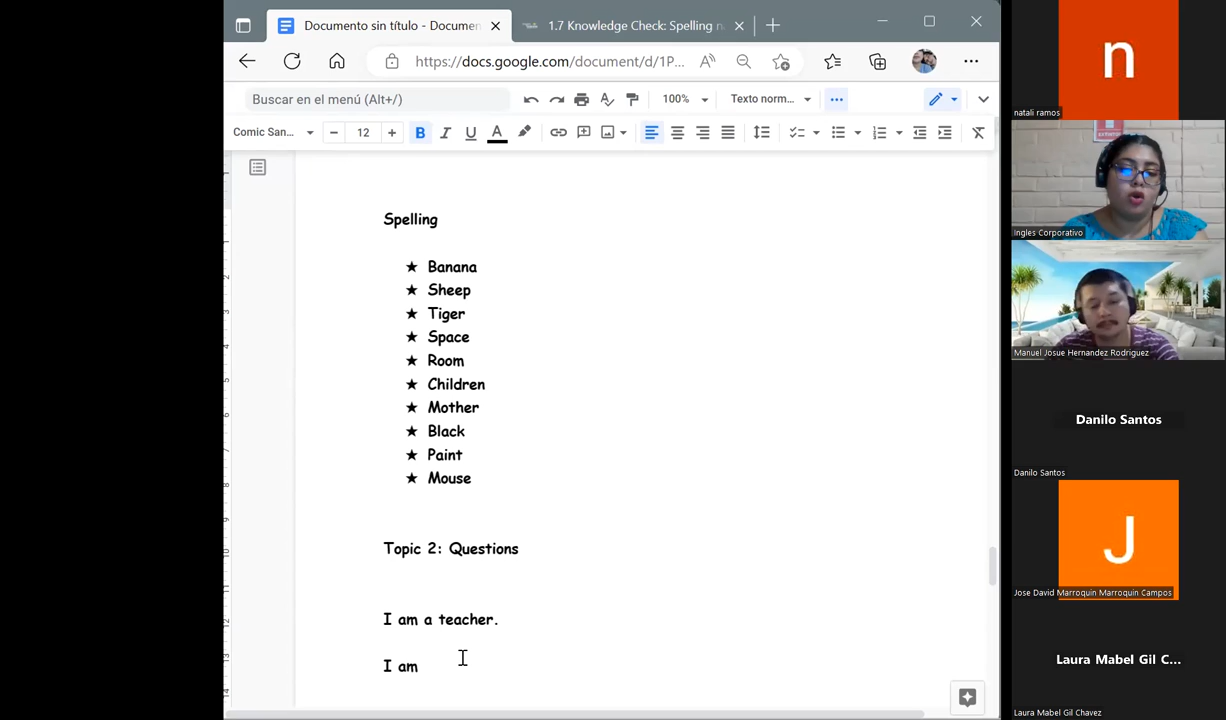 Documento sin título - Documen
1.7 Knowledge Check: Spelling n
https://docs.google.com/document/d/1P...
Buscar en el menú (Alt+/)
100%
Texto norm...
Comic San...
12
B
I
U
A
Spelling
★ Banana
★ Sheep
★ Tiger
★ Space
★ Room
★ Children
★ Mother
★ Black
★ Paint
★ Mouse
Topic 2: Questions
I am a teacher.
I am
n
natali ramos
Ingles Corporativo
Manuel Josue Hernandez Rodriguez
Danilo Santos
Danilo Santos
J
Jose David Marroquin Marroquin Campos
Laura Mabel Gil C...
Laura Mabel Gil Chavez